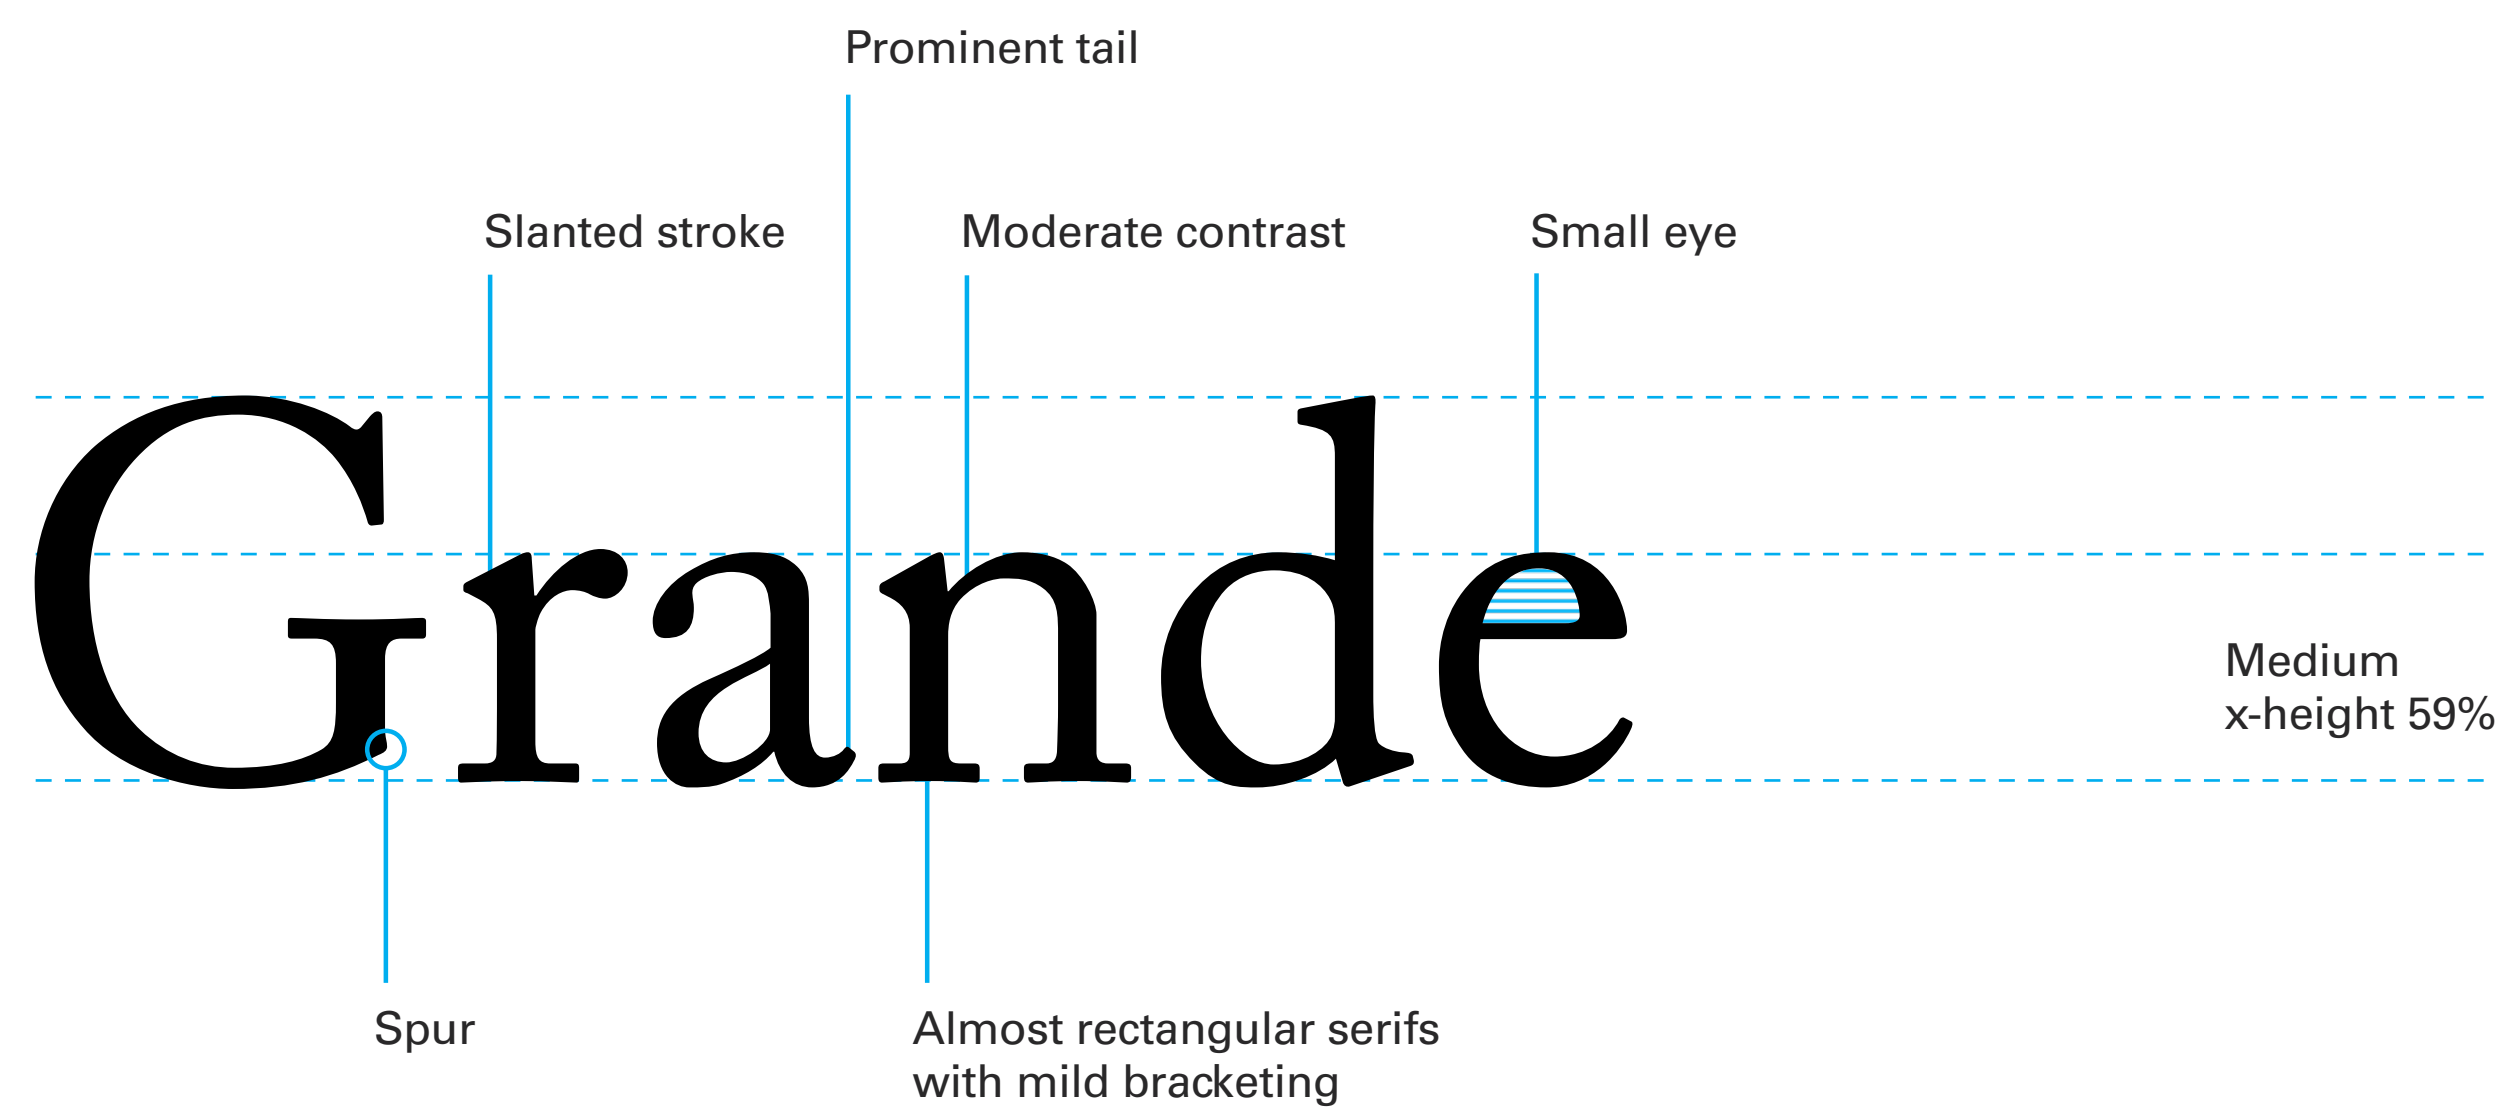 Prominent tail
Slanted stroke
Moderate contrast
Small eye
Grande
Medium
x-height 59%
Spur
Almost rectangular serifs
with mild bracketing